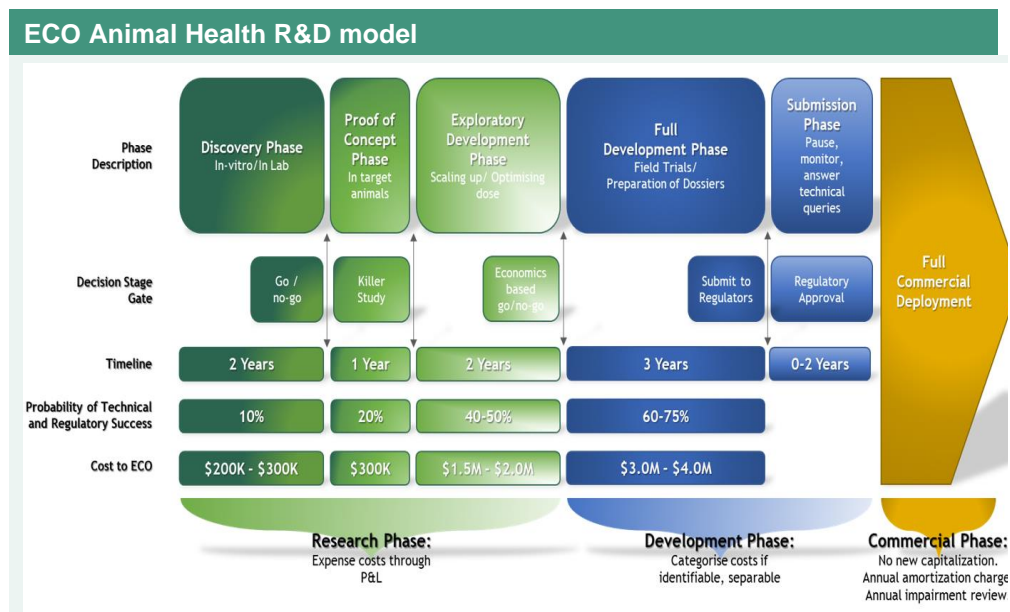 ECO Animal Health R&D model
Phase
Description
Discovery Phase
In-vitro/In Lab
Proof of
Concept
Phase
In target
animals
Exploratory
Development
Phase
Scaling up/ Optimising
dose
Full
Development Phase
Field Trials/
Preparation of Dossiers
Submission
Phase
Pause,
monitor,
answer
technical
queries
Decision Stage
Gate
Go /
no-go
Killer
Study
Economics
based
go/no-go
Submit to
Regulators
Regulatory
Approval
Full
Commercial
Deployment
Timeline
2 Years
1 Year
2 Years
3 Years
0-2 Years
Probability of Technical
and Regulatory Success
10%
20%
40-50%
60-75%
Cost to ECO
$200K - $300K
$300K
$1.5M - $2.0M
$3.0M - $4.0M
Research Phase:
Expense costs through
P&L
Development Phase:
Categorise costs if
identifiable, separable
Commercial Phase:
No new capitalization.
Annual amortization charge
Annual impairment review